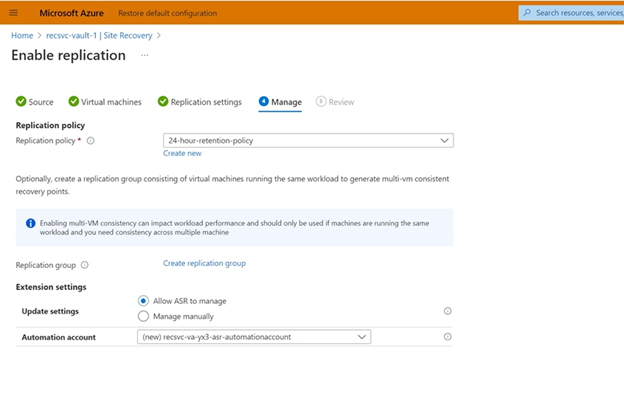 Microsoft Azure Restore default configuration Search resources, services,
Home > recsvc-vault-1 | Site Recovery >
Enable replication ...
Source Virtual machines Replication settings 4 Manage 5 Review
Replication policy
Replication policy * 24-hour-retention-policy
Create new
Optionally, create a replication group consisting of virtual machines running the same workload to generate multi-vm consistent
recovery points.
Enabling multi-VM consistency can impact workload performance and should only be used if machines are running the same
workload and you need consistency across multiple machine
Replication group Create replication group
Extension settings
Allow ASR to manage
Update settings
Manage manually
Automation account (new) recsvc-va-yx3-asr-automationaccount